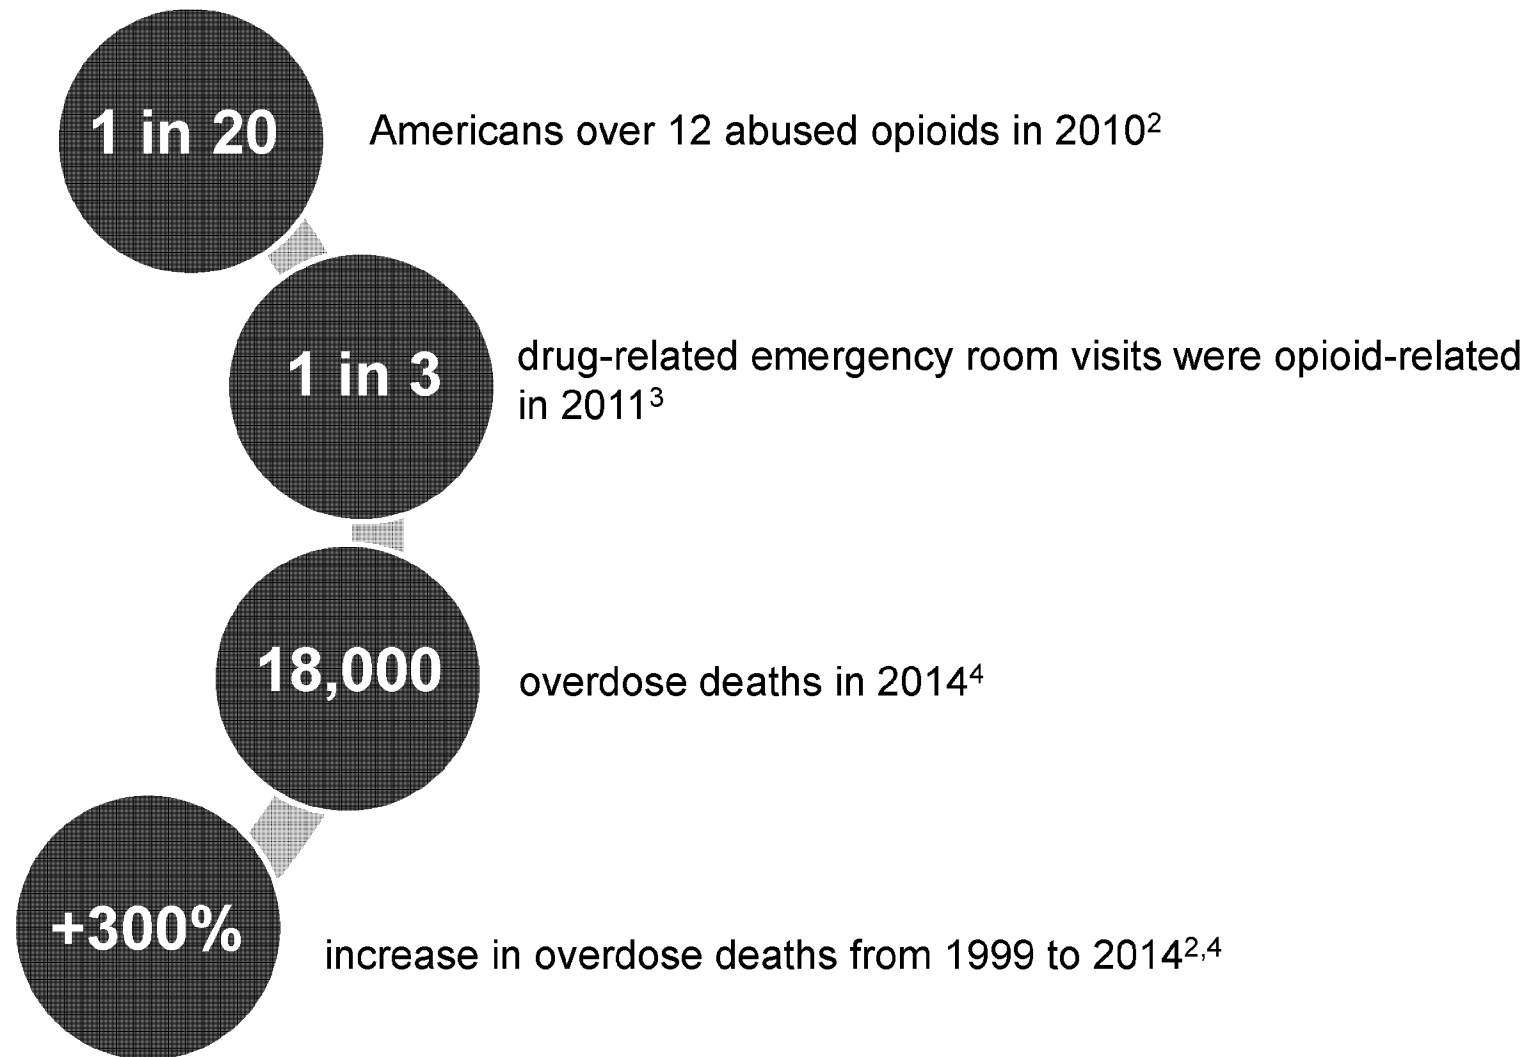 1 in 20
Americans over 12 abused opioids in 2010²
1 in 3
drug-related emergency room visits were opioid-related
in 2011³
18,000
overdose deaths in 2014⁴
+300%
increase in overdose deaths from 1999 to 2014²,⁴